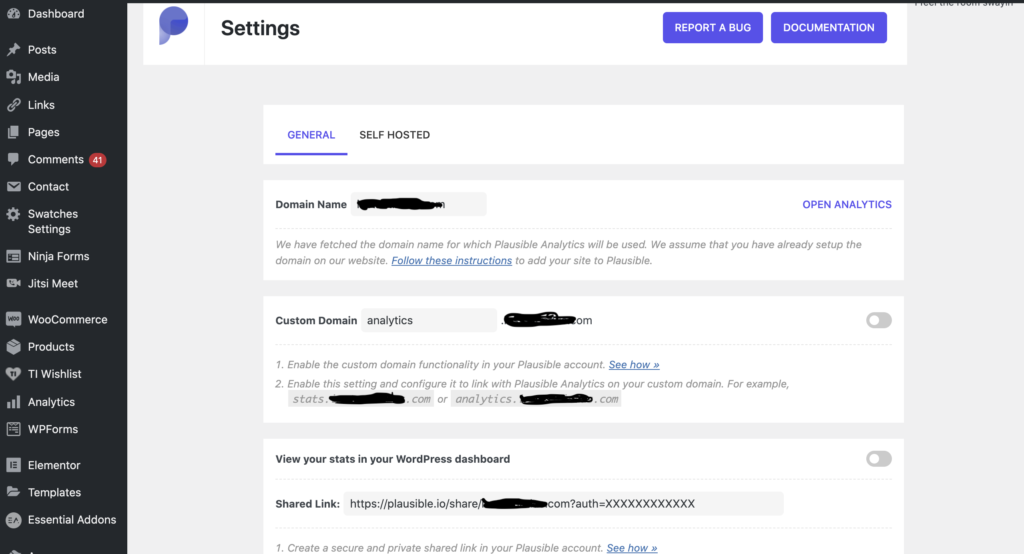 I feel the room swayin'
Dashboard
Posts
Media
Links
Pages
Comments 41
Contact
Swatches
Settings
Ninja Forms
Jitsi Meet
WooCommerce
Products
TI Wishlist
Analytics
WPForms
Elementor
Templates
Essential Addons
Settings
REPORT A BUG DOCUMENTATION
GENERAL SELF HOSTED
Domain Name
OPEN ANALYTICS
We have fetched the domain name for which Plausible Analytics will be used. We assume that you have already setup the
domain on our website. Follow these instructions to add your site to Plausible.
Custom Domain analytics . com
1. Enable the custom domain functionality in your Plausible account. See how »
2. Enable this setting and configure it to link with Plausible Analytics on your custom domain. For example,
stats. .com or analytics. .com
View your stats in your WordPress dashboard
Shared Link: https://plausible.io/share/ com?auth=XXXXXXXXXXXX
1. Create a secure and private shared link in your Plausible account. See how »